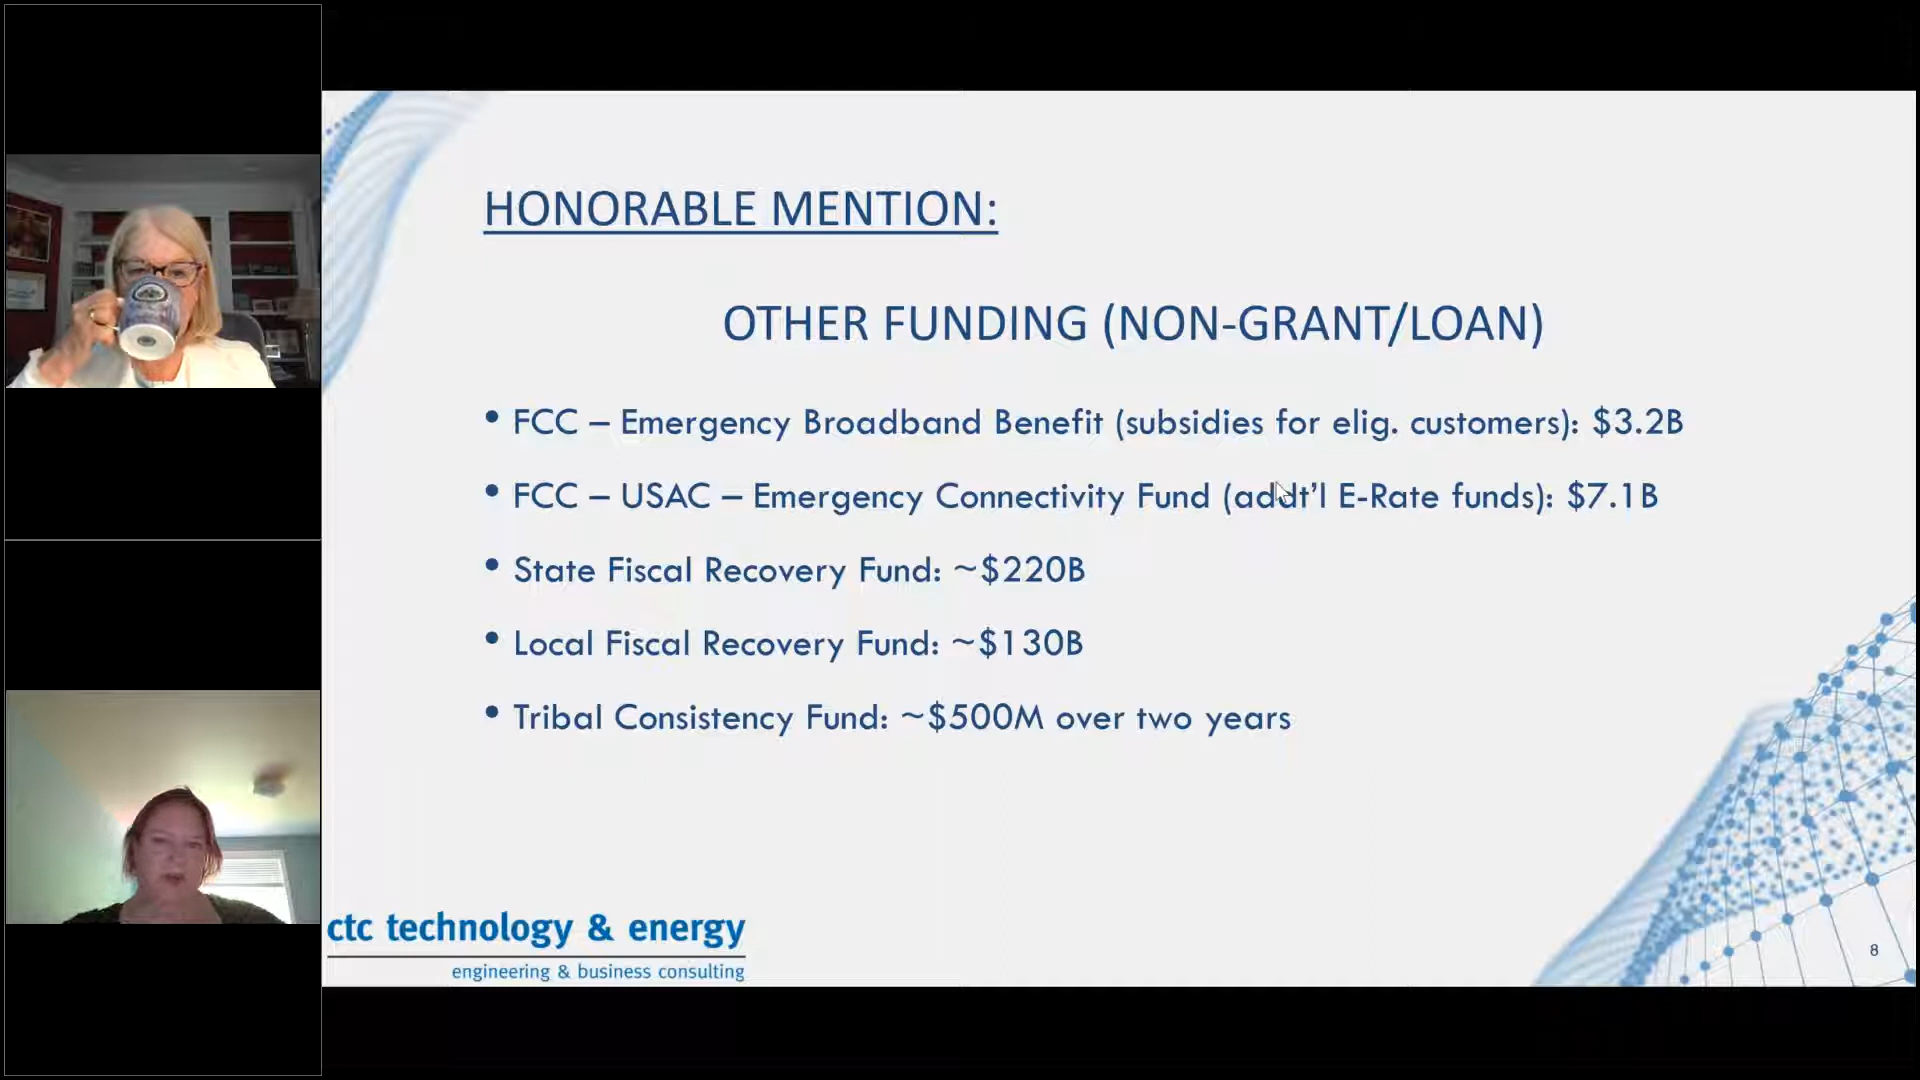 HONORABLE MENTION:
OTHER FUNDING (NON-GRANT/LOAN)
• FCC – Emergency Broadband Benefit (subsidies for elig. customers): $3.2B
• FCC – USAC – Emergency Connectivity Fund (addt’l E-Rate funds): $7.1B
• State Fiscal Recovery Fund: ~$220B
• Local Fiscal Recovery Fund: ~$130B
• Tribal Consistency Fund: ~$500M over two years
ctc technology & energy
engineering & business consulting
8